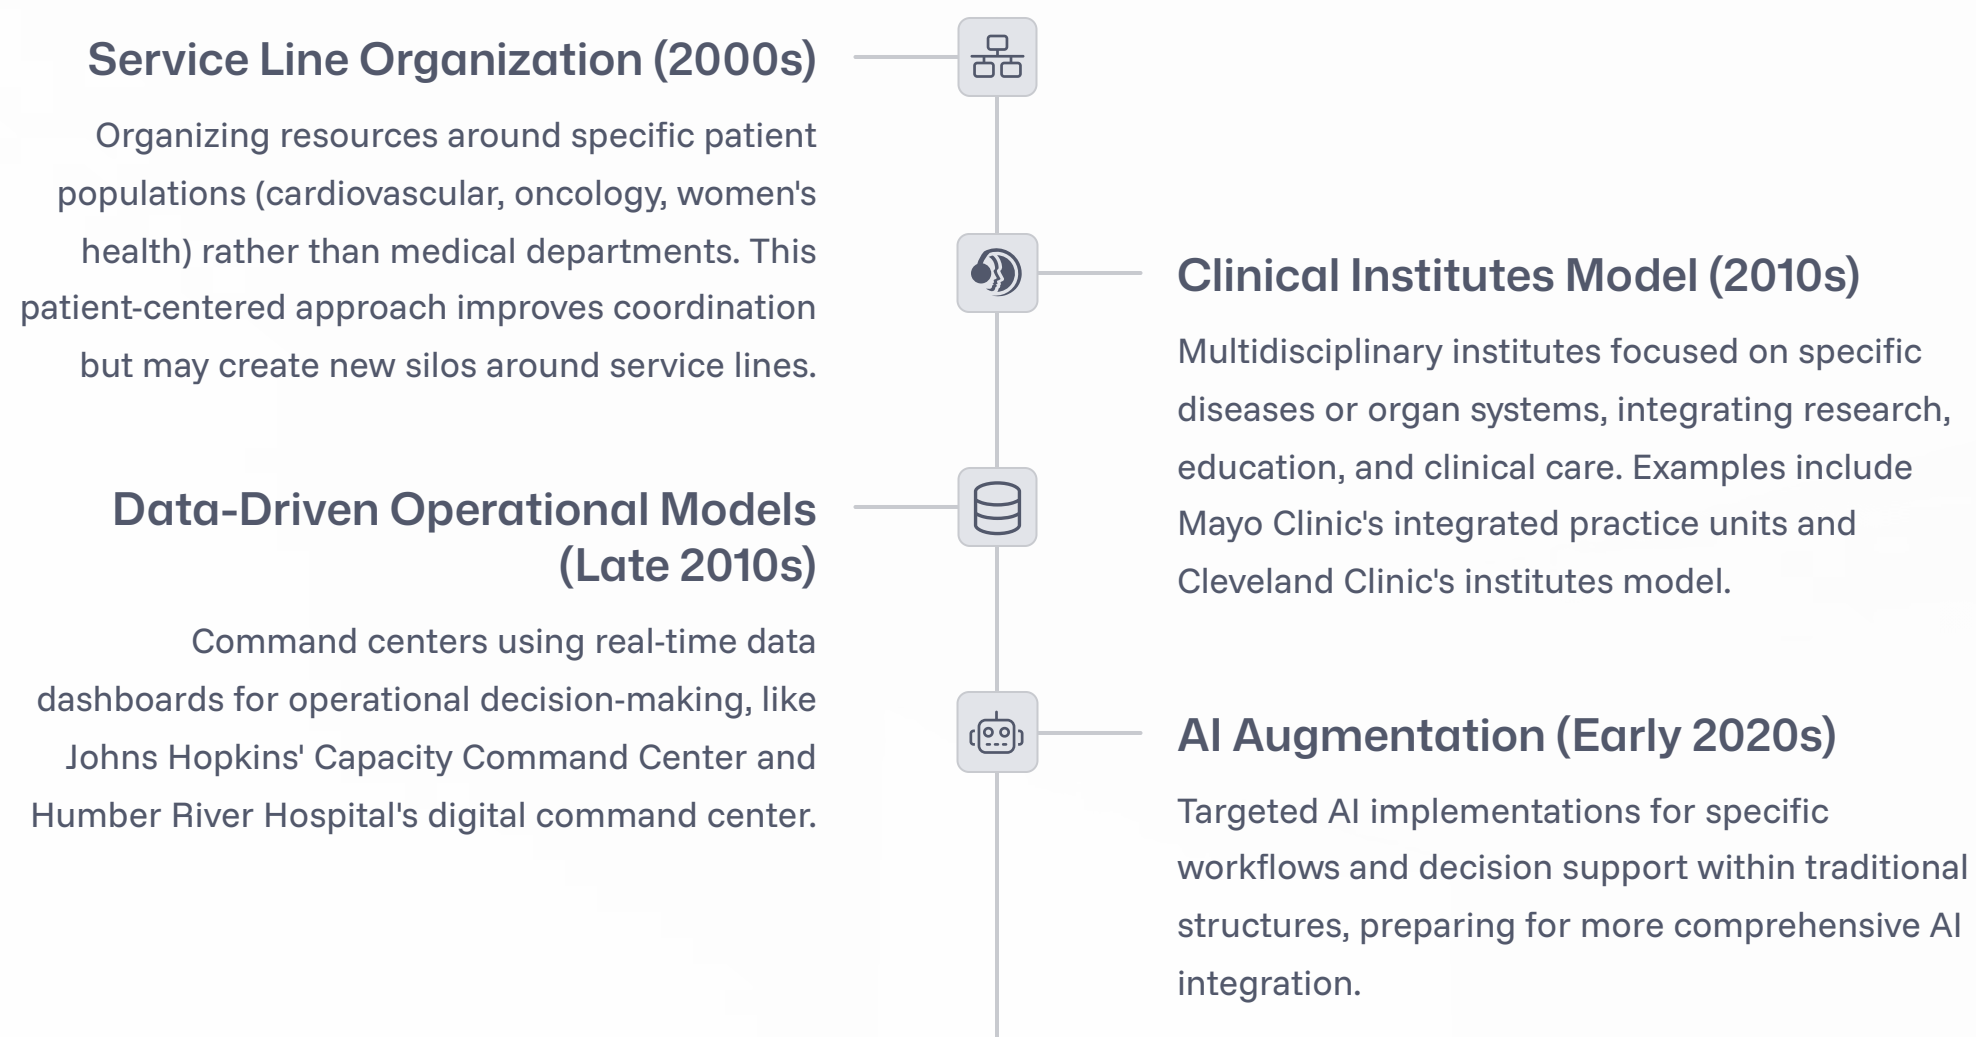 Service Line Organization (2000s)
Organizing resources around specific patient
populations (cardiovascular, oncology, women's
health) rather than medical departments. This
patient-centered approach improves coordination
but may create new silos around service lines.
Clinical Institutes Model (2010s)
Multidisciplinary institutes focused on specific
diseases or organ systems, integrating research,
education, and clinical care. Examples include
Mayo Clinic's integrated practice units and
Cleveland Clinic's institutes model.
Data-Driven Operational Models
(Late 2010s)
Command centers using real-time data
dashboards for operational decision-making, like
Johns Hopkins' Capacity Command Center and
Humber River Hospital's digital command center.
AI Augmentation (Early 2020s)
Targeted AI implementations for specific
workflows and decision support within traditional
structures, preparing for more comprehensive AI
integration.